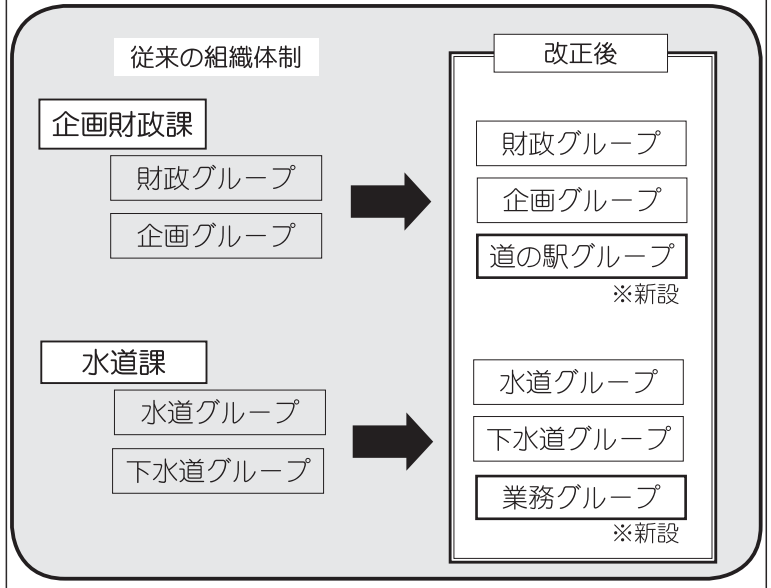 従来の組織体制
企画財政課
財政グループ
企画グループ
水道課
水道グループ
下水道グループ
改正後
財政グループ
企画グループ
道の駅グループ
※新設
水道グループ
下水道グループ
業務グループ
※新設